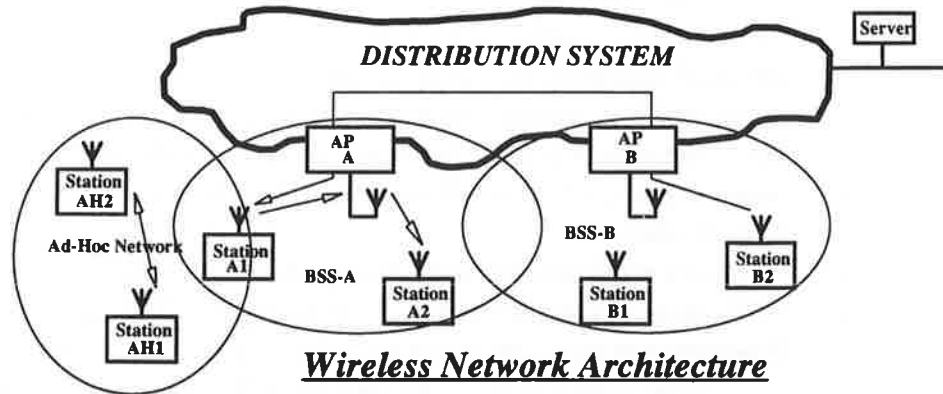 Server
DISTRIBUTION SYSTEM
AP
A
AP
B
Station
AH2
Ad-Hoc Network
Station
A1
BSS-A
Station
A2
BSS-B
Station
B1
Station
B2
Station
AH1
Wireless Network Architecture